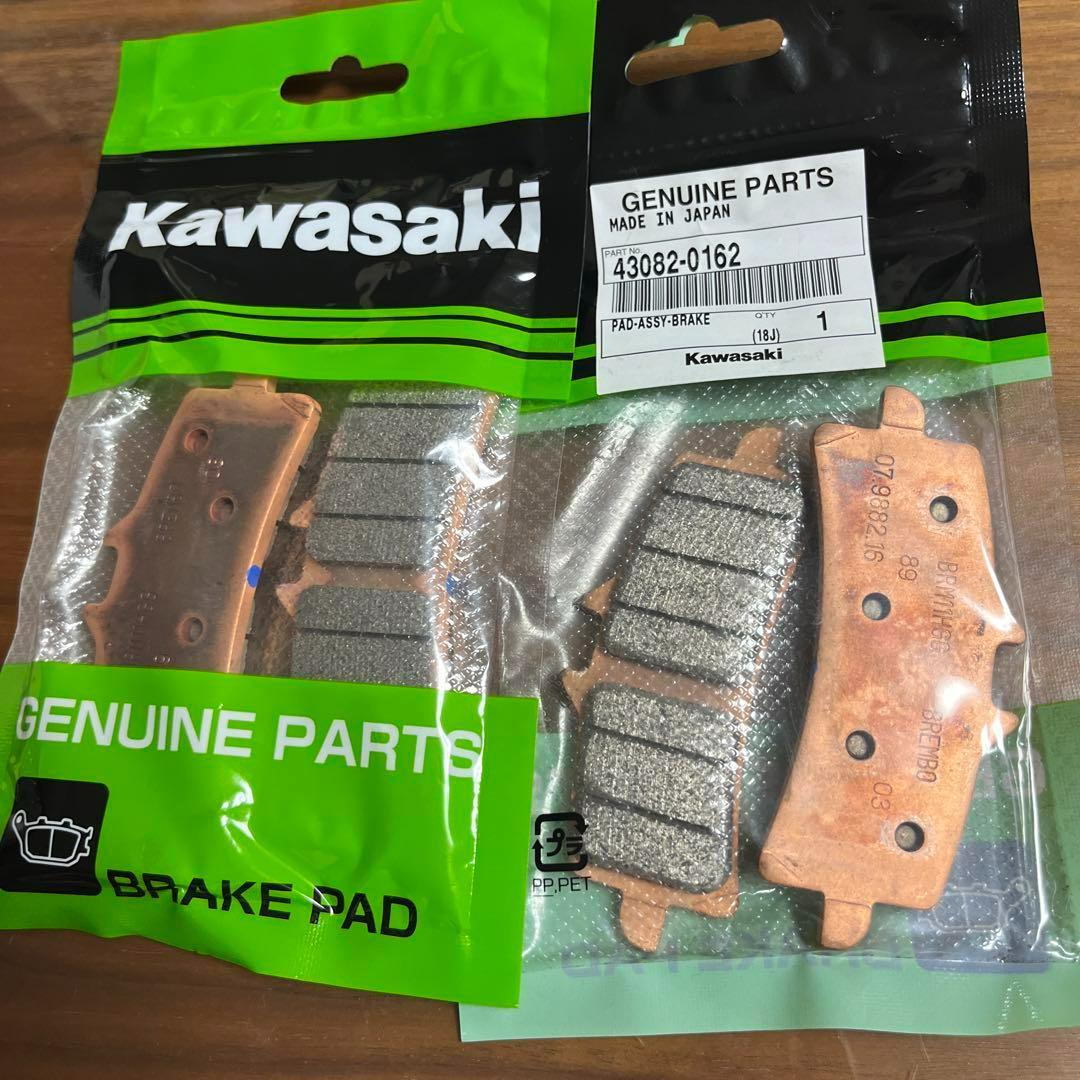 Kawasaki
GENUINE PARTS
BRAKE PAD
GENUINE PARTS
MADE IN JAPAN
PART No.
43082-0162
PAD-ASSY-BRAKE
Q'TY
1
(18J)
Kawasaki
07.9882.16
89
BREMBO
03
プラ
PP,PET